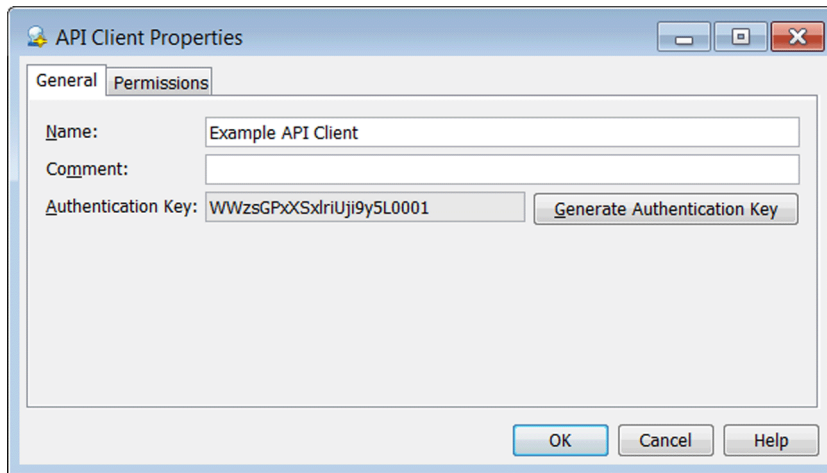 API Client Properties
General Permissions
Name: Example API Client
Comment:
Authentication Key: WWzsGPxXSxlriUji9y5L0001 Generate Authentication Key
OK Cancel Help